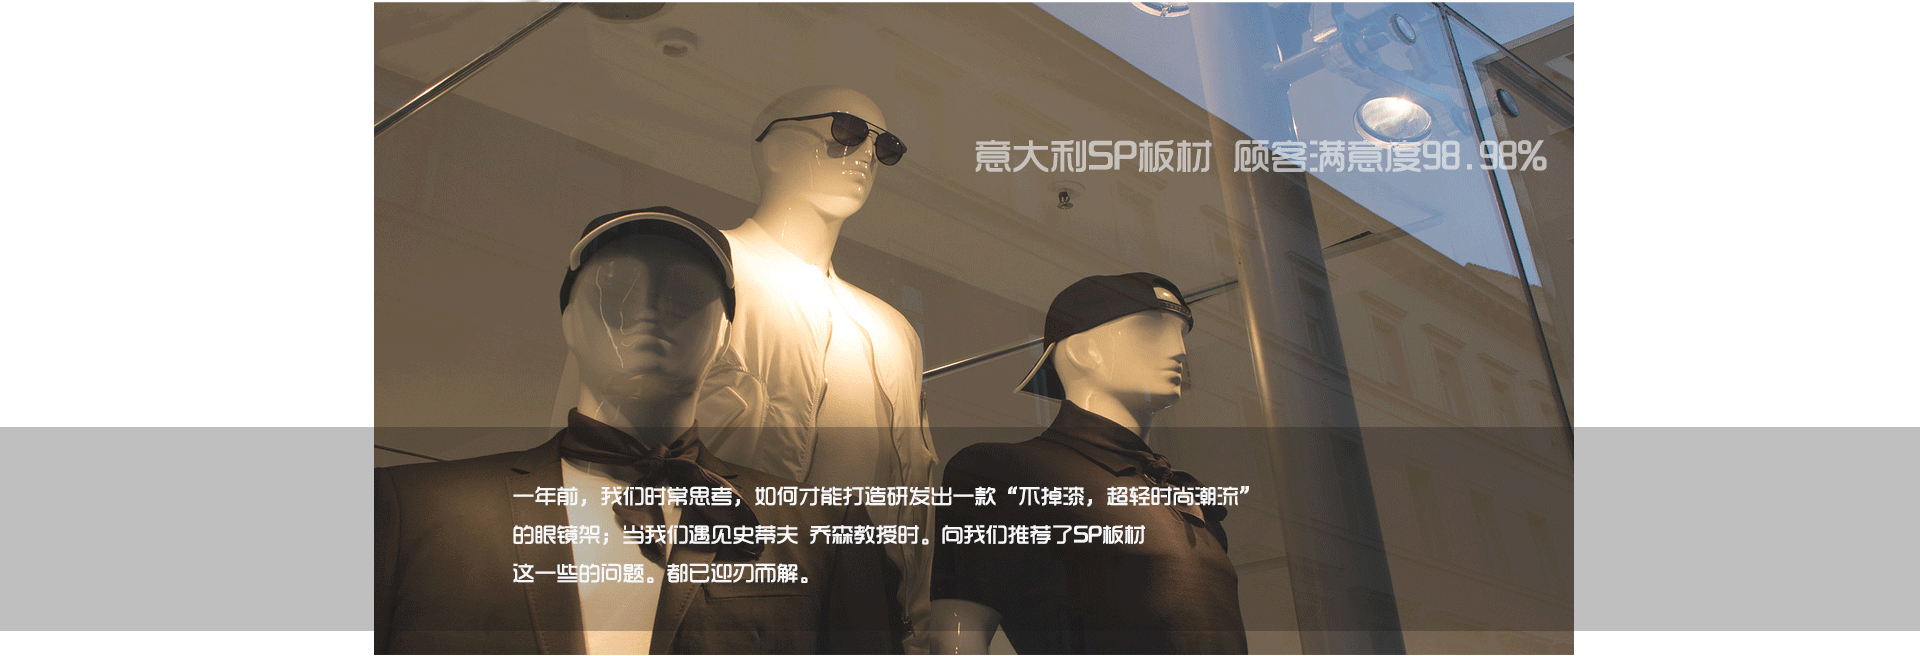 意大利SP板材 顾客满意度98.98%
一年前，我们时常思考，如何才能打造研发出一款“不掉漆，超轻时尚潮流”
的眼镜架；当我们遇见史蒂夫 乔森教授时。向我们推荐了SP板材
这一些的问题。都已迎刃而解。